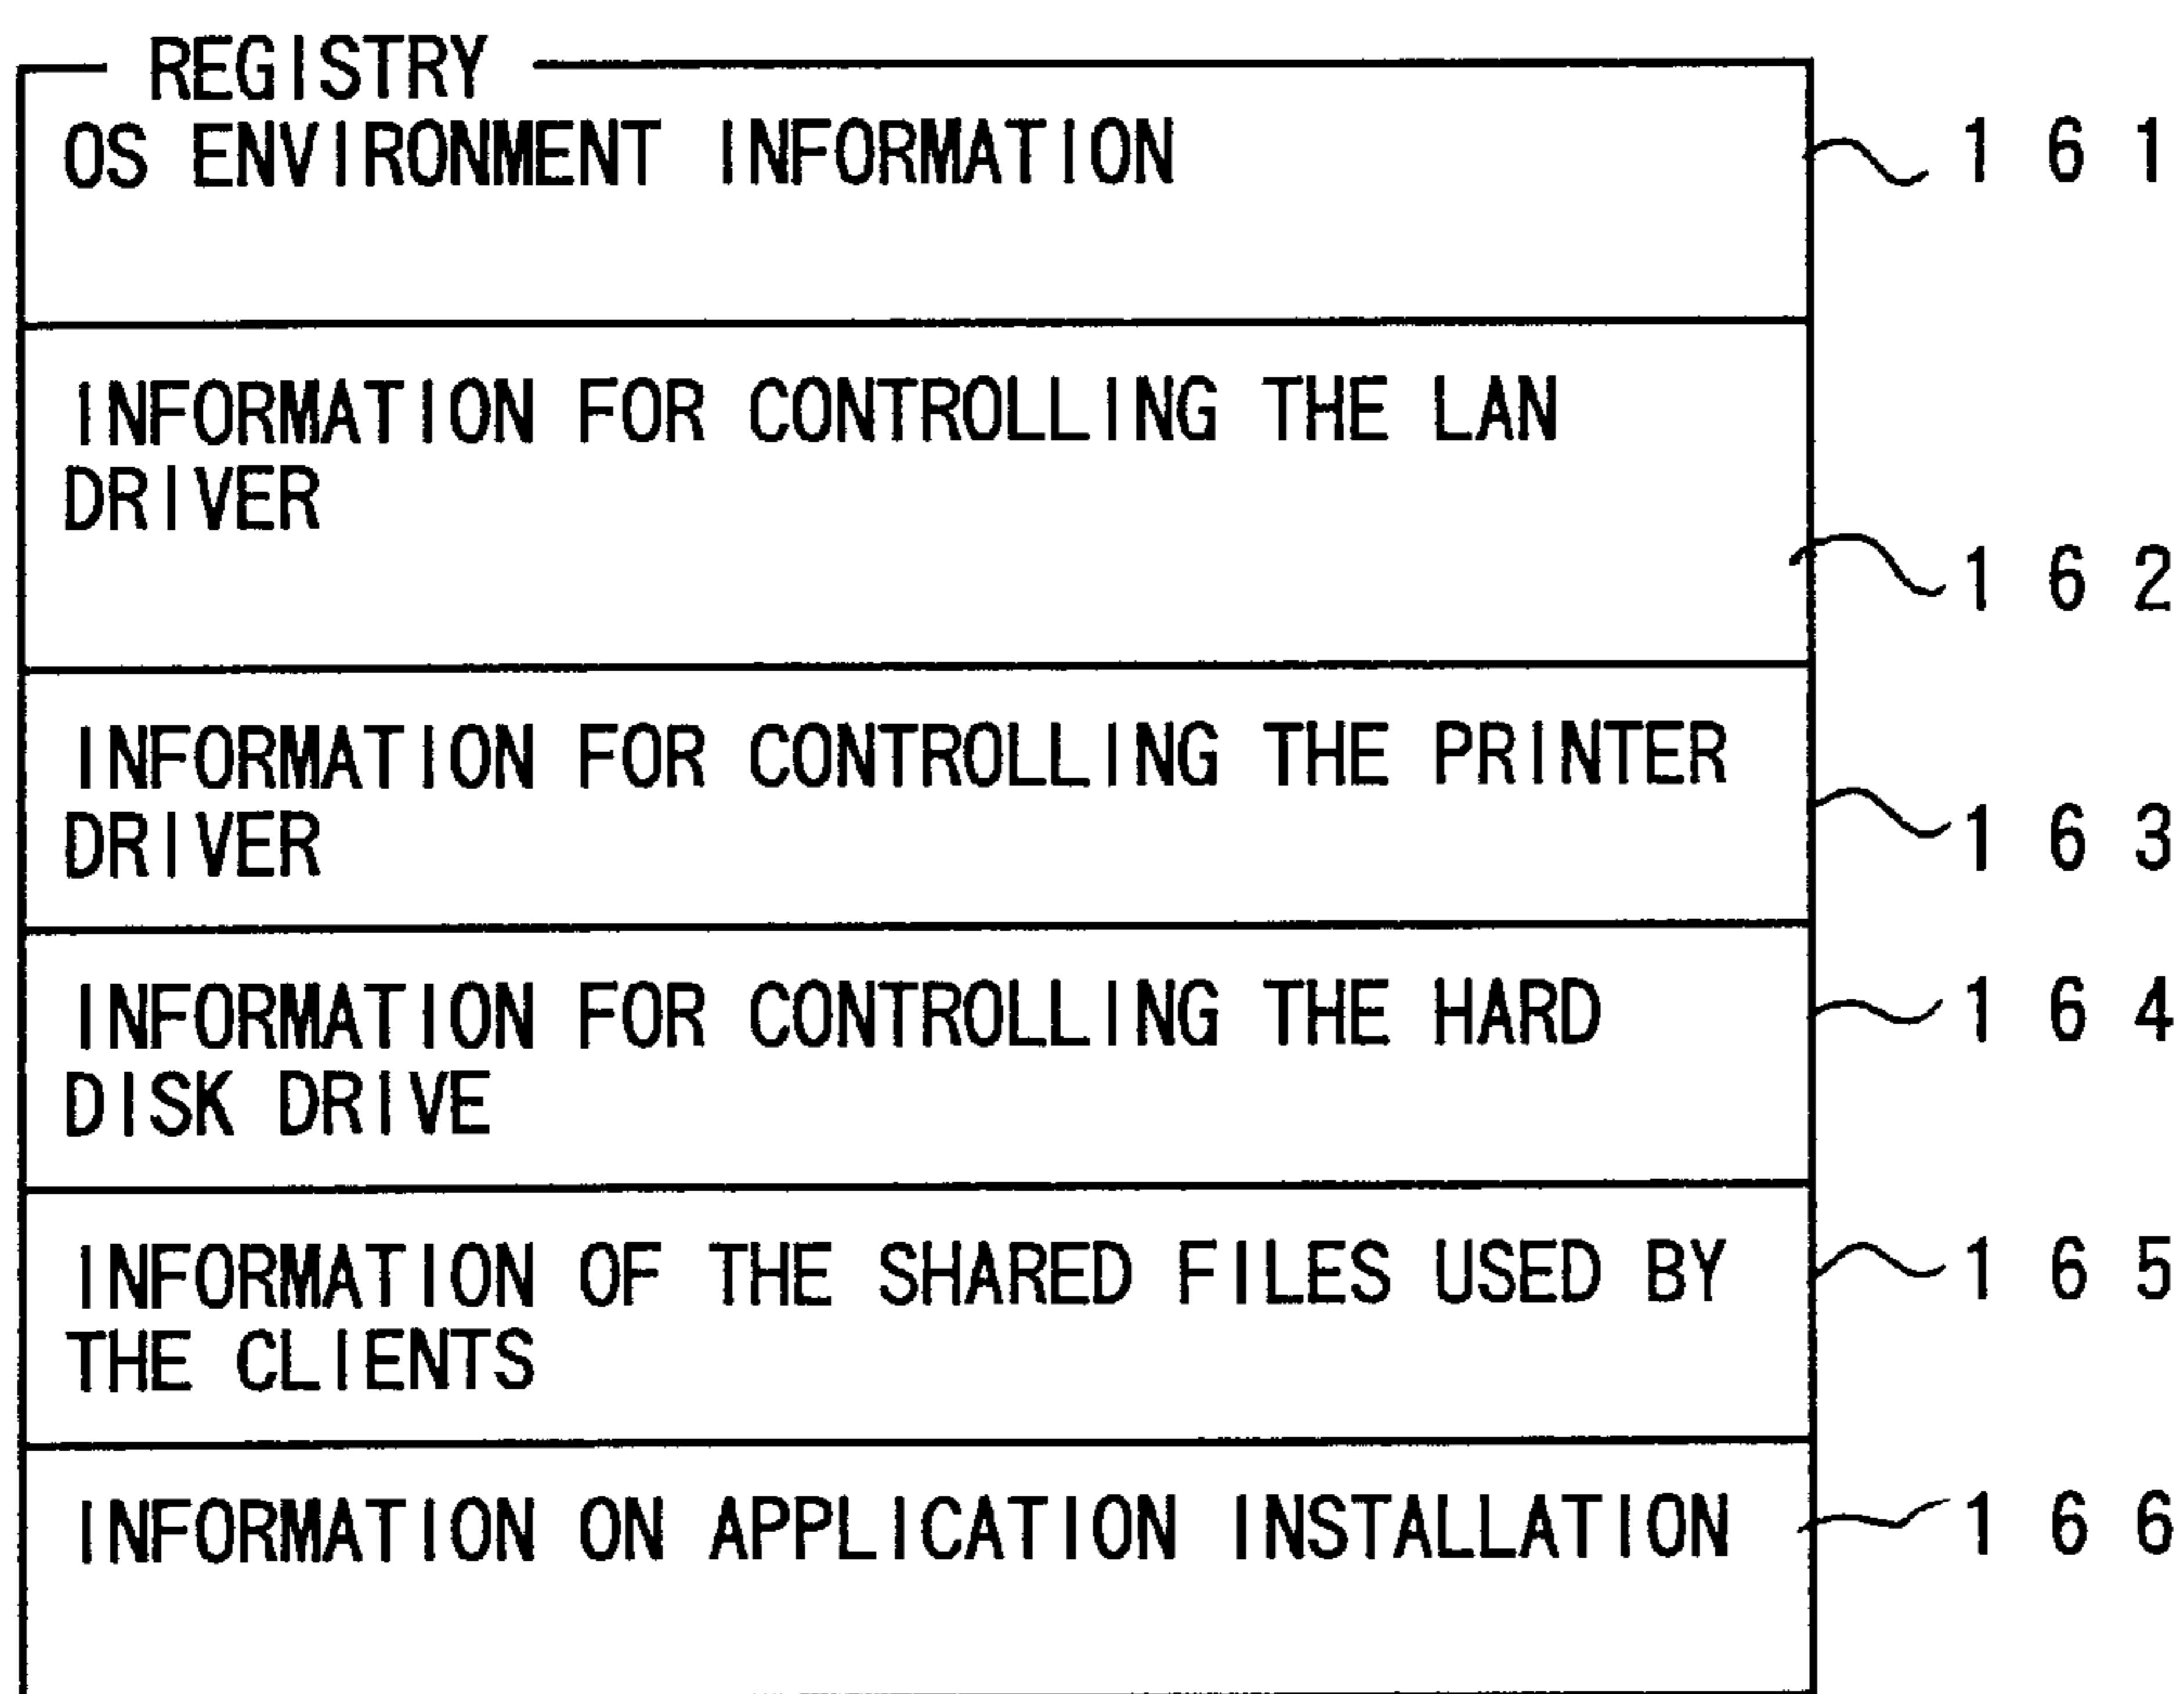 REGISTRY
OS ENVIRONMENT INFORMATION
161
INFORMATION FOR CONTROLLING THE LAN
DRIVER
162
INFORMATION FOR CONTROLLING THE PRINTER
DRIVER
163
INFORMATION FOR CONTROLLING THE HARD
DISK DRIVE
164
INFORMATION OF THE SHARED FILES USED BY
THE CLIENTS
165
INFORMATION ON APPLICATION INSTALLATION
166